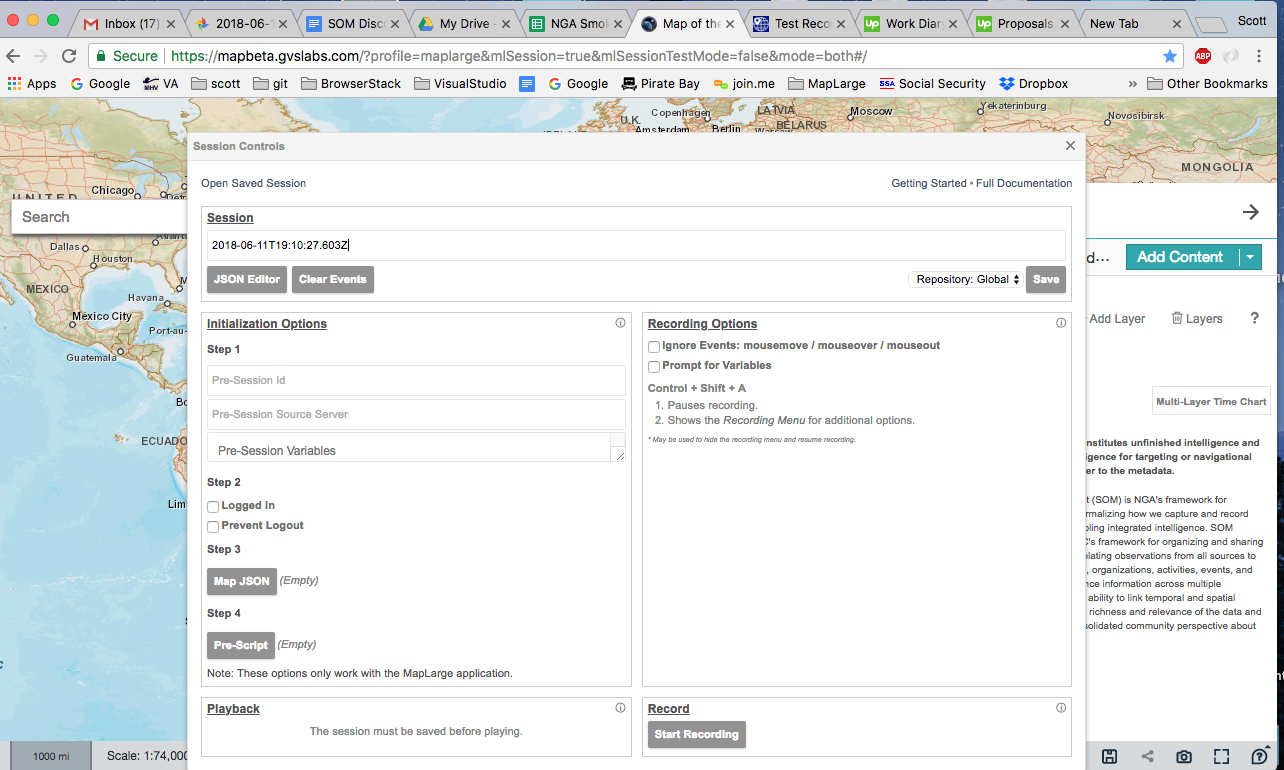 Inbox (17)
2018-06-1
SOM Disc
My Drive -
NGA Smok
Map of the
Test Reco
Work Diary
Proposals
New Tab
Scott
Secure
https://mapbeta.gvslabs.com/?profile=maplarge&mlSession=true&mlSessionTestMode=false&mode=both#/
ABP
Apps
Google
MHV VA
scott
git
BrowserStack
VisualStudio
Google
Pirate Bay
join.me
MapLarge
SSA Social Security
Dropbox
» Other Bookmarks
U.K.
Copenhagen
LATVIA
Moscow
Yekaterinburg
Novosibirsk
Amsterdam
Berlin
BELARUS
MONGOLIA
Chicago
UNITED
Search
Dallas
Houston
MEXICO
Havana
Mexico City
Port-au-
Guatemala
ECUADO
Lim
Session Controls
Open Saved Session
Getting Started • Full Documentation
Session
2018-06-11T19:10:27.603Z
JSON Editor
Clear Events
Repository: Global
Save
Initialization Options
Step 1
Pre-Session Id
Pre-Session Source Server
Pre-Session Variables
Step 2
Logged In
Prevent Logout
Step 3
Map JSON (Empty)
Step 4
Pre-Script (Empty)
Note: These options only work with the MapLarge application.
Recording Options
Ignore Events: mousemove / mouseover / mouseout
Prompt for Variables
Control + Shift + A
1. Pauses recording.
2. Shows the Recording Menu for additional options.
* May be used to hide the recording menu and resume recording.
Playback
The session must be saved before playing.
Record
Start Recording
d...
Add Content
Add Layer
Layers
?
Multi-Layer Time Chart
nstitutes unfinished intelligence and
igence for targeting or navigational
er to the metadata.
t (SOM) is NGA's framework for
rmalizing how we capture and record
bling integrated intelligence. SOM
C's framework for organizing and sharing
elating observations from all sources to
, organizations, activities, events, and
nce information across multiple
ability to link temporal and spatial
richness and relevance of the data and
solidated community perspective about
1000 mi
Scale: 1:74,000